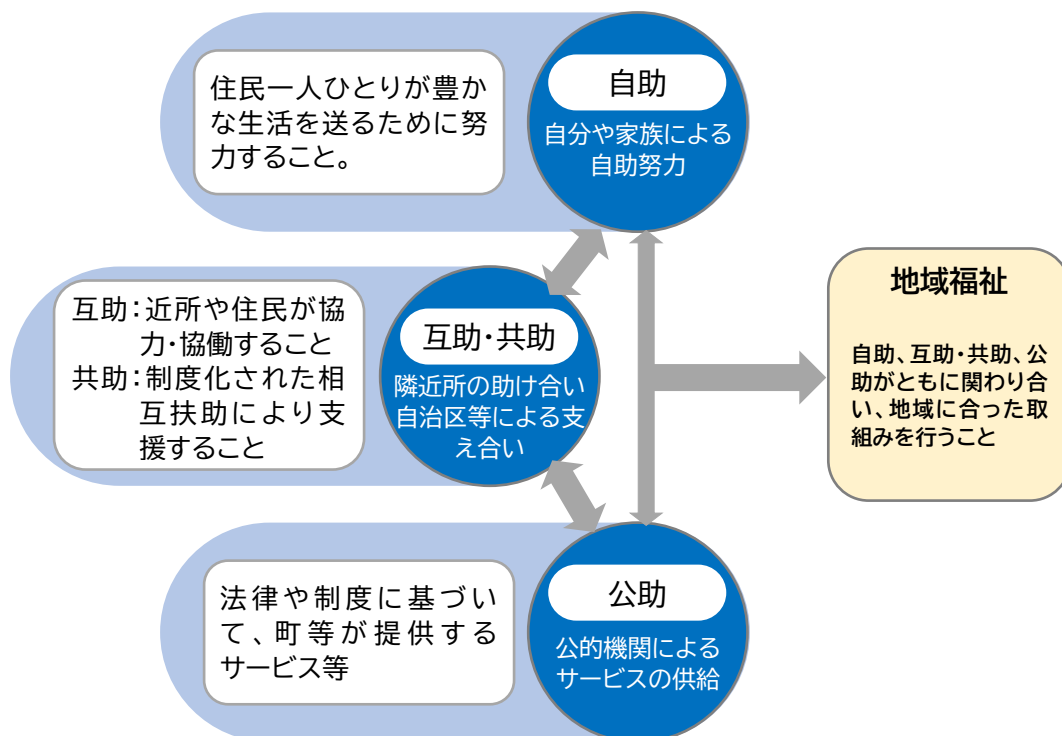 住民一人ひとりが豊か
な生活を送るために努
力すること。
自助
自分や家族による
自助努力
互助：近所や住民が協
力・協働すること
共助：制度化された相
互扶助により支
援すること
互助・共助
隣近所の助け合い
自治区等による支
え合い
地域福祉
自助、互助・共助、公
助がともに関わり合
い、地域に合った取
組みを行うこと
法律や制度に基づい
て、町等が提供する
サービス等
公助
公的機関による
サービスの供給